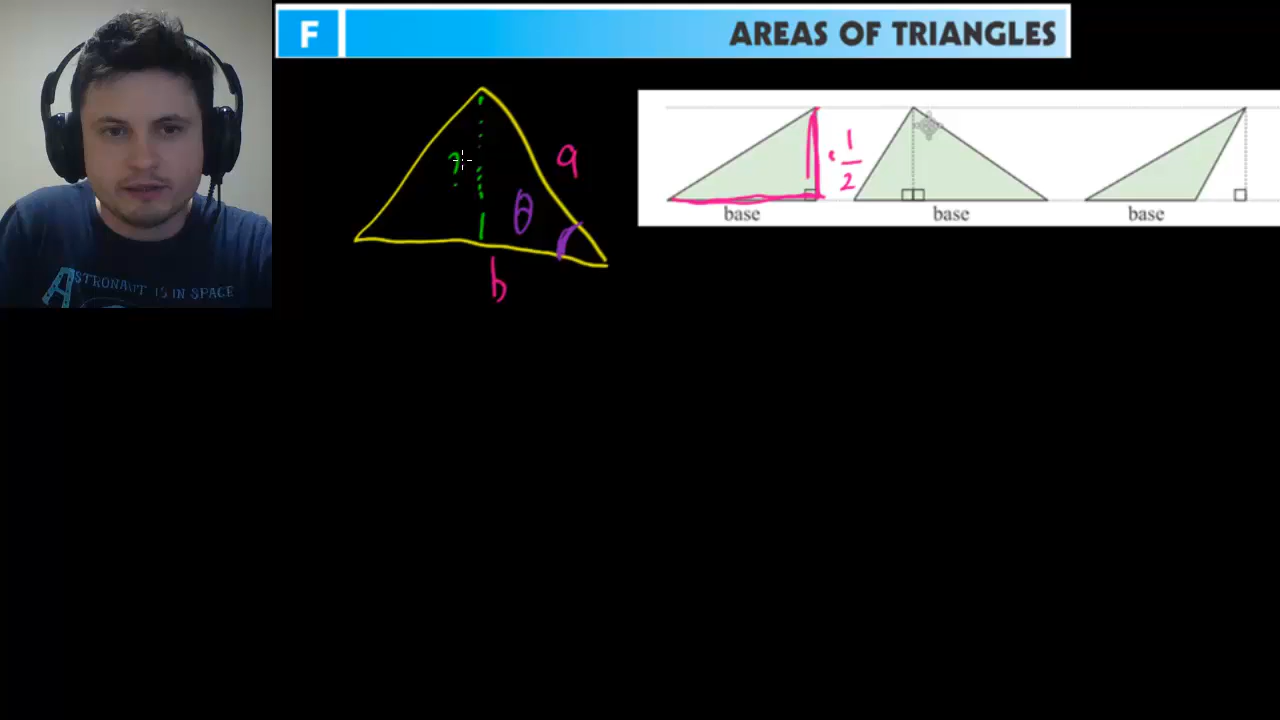 F
AREAS OF TRIANGLES
?
a
θ
b
· 1/2
base
base
base
ASTRONAUT IS IN SPACE